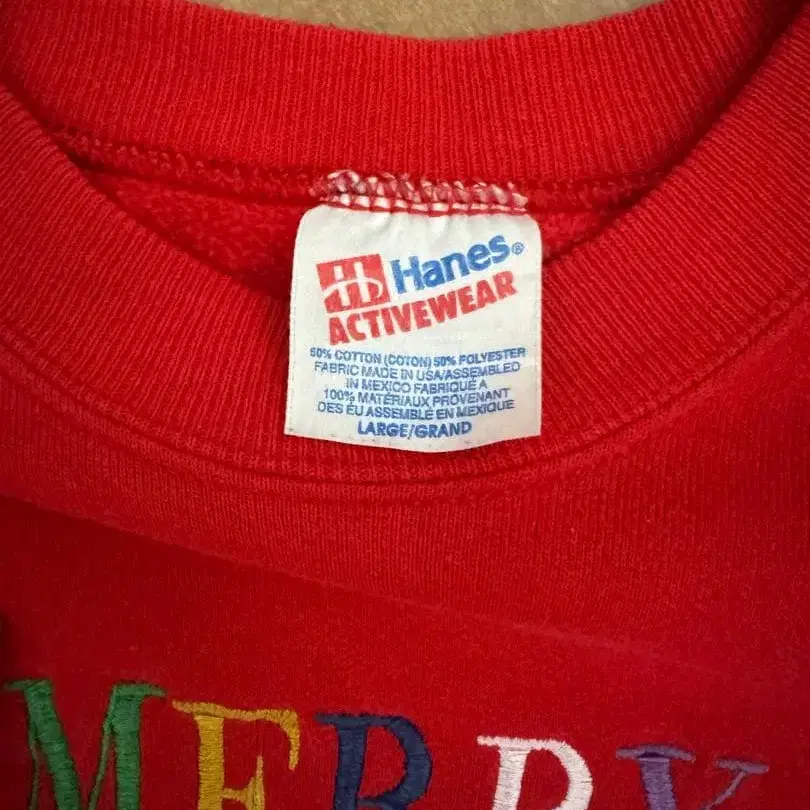 Hanes®
ACTIVEWEAR
50% COTTON (COTON) 50% POLYESTER
FABRIC MADE IN USA/ASSEMBLED
IN MEXICO FABRIQUÉ A
100% MATÉRIAUX PROVENANT
DES ÉU ASSEMBLÉ EN MEXIQUE
LARGE/GRAND
MERRY